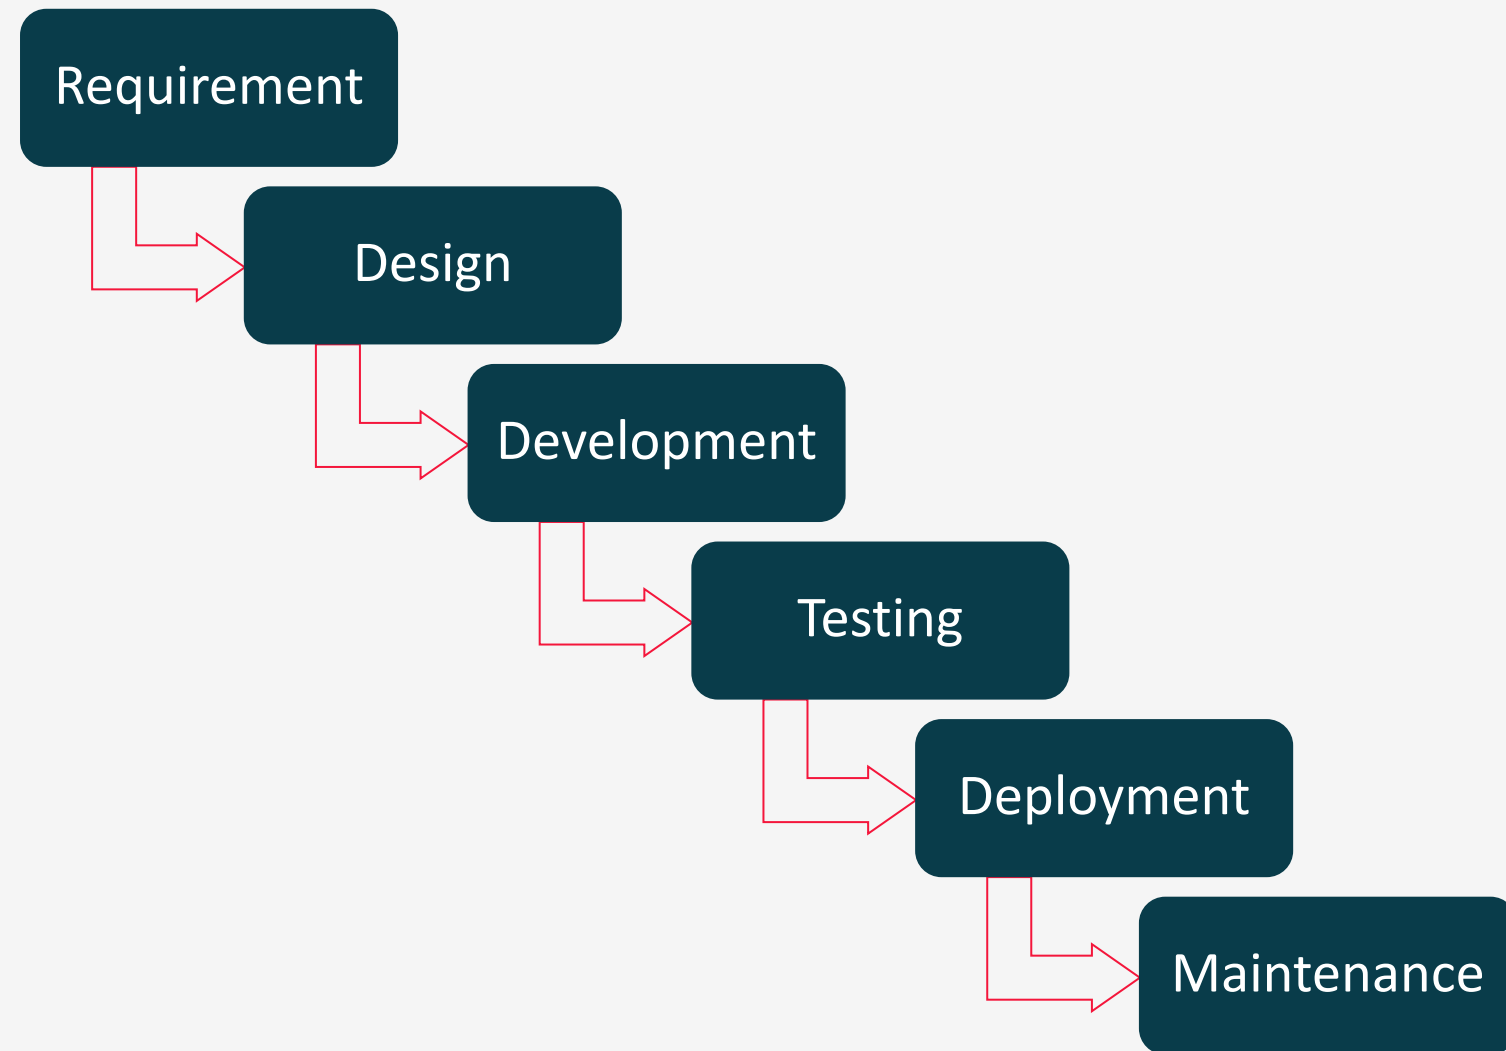 Requirement
Design
Development
Testing
Deployment
Maintenance